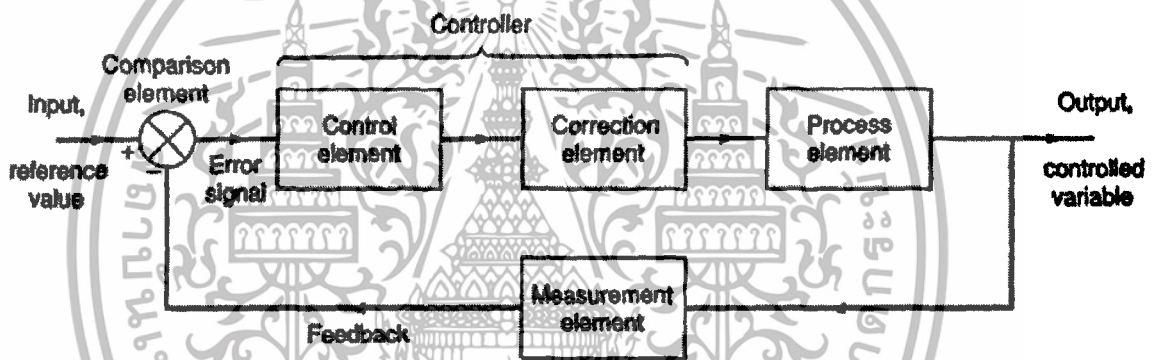 Controller
Comparison
element
Input,
reference
value
+
−
Error
signal
Control
element
Correction
element
Process
element
Output,
controlled
variable
Measurement
element
Feedback